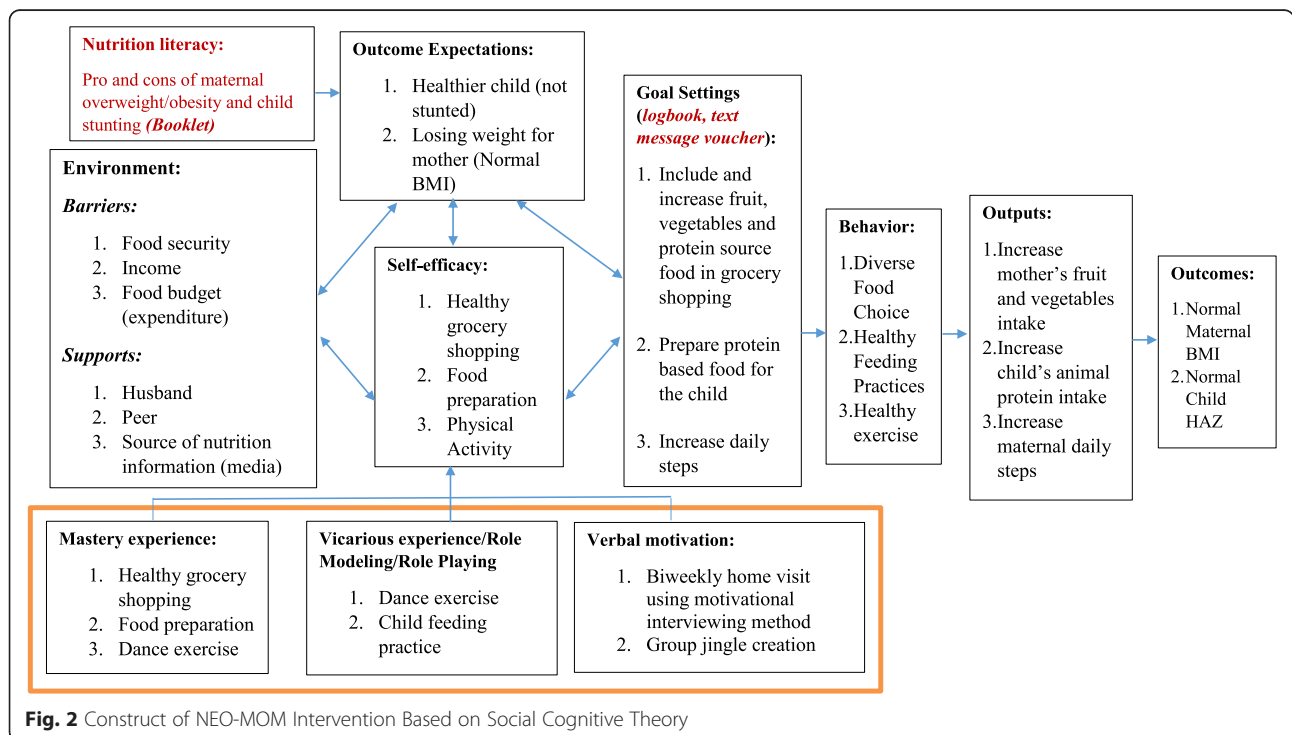 Nutrition literacy:
Pro and cons of maternal
overweight/obesity and child
stunting (Booklet)
Outcome Expectations:
1. Healthier child (not
stunted)
2. Losing weight for
mother (Normal
BMI)
Environment:
Barriers:
1. Food security
2. Income
3. Food budget
(expenditure)
Supports:
1. Husband
2. Peer
3. Source of nutrition
information (media)
Self-efficacy:
1. Healthy
grocery
shopping
2. Food
preparation
3. Physical
Activity
Goal Settings
(logbook, text
message voucher):
1. Include and
increase fruit,
vegetables and
protein source
food in grocery
shopping
2. Prepare protein
based food for
the child
3. Increase daily
steps
Behavior:
1.Diverse
Food
Choice
2.Healthy
Feeding
Practices
3.Healthy
exercise
Outputs:
1.Increase
mother's fruit
and vegetables
intake
2.Increase
child's animal
protein intake
3.Increase
maternal daily
steps
Outcomes:
1.Normal
Maternal
BMI
2.Normal
Child
HAZ
Mastery experience:
1. Healthy grocery
shopping
2. Food preparation
3. Dance exercise
Vicarious experience/Role
Modeling/Role Playing
1. Dance exercise
2. Child feeding
practice
Verbal motivation:
1. Biweekly home visit
using motivational
interviewing method
2. Group jingle creation
Fig. 2 Construct of NEO-MOM Intervention Based on Social Cognitive Theory